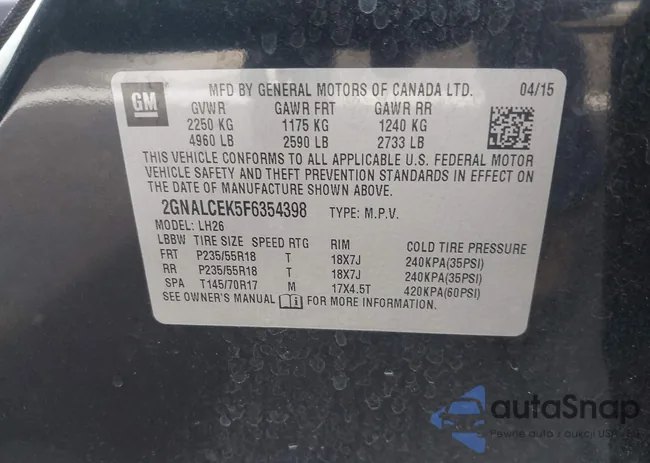 GM
MFD BY GENERAL MOTORS OF CANADA LTD. 04/15
GVWR GAWR FRT GAWR RR
2250 KG 1175 KG 1240 KG
4960 LB 2590 LB 2733 LB
THIS VEHICLE CONFORMS TO ALL APPLICABLE U.S. FEDERAL MOTOR
VEHICLE SAFETY AND THEFT PREVENTION STANDARDS IN EFFECT ON
THE DATE OF MANUFACTURE SHOWN ABOVE.
2GNALCEK5F6354398 TYPE: M.P.V.
MODEL: LH26
LBBW TIRE SIZE SPEED RTG RIM COLD TIRE PRESSURE
FRT P235/55R18 T 18X7J 240KPA(35PSI)
RR P235/55R18 T 18X7J 240KPA(35PSI)
SPA T145/70R17 M 17X4.5T 420KPA(60PSI)
SEE OWNER'S MANUAL FOR MORE INFORMATION.
autoSnap
Pewne auto z aukcji USA